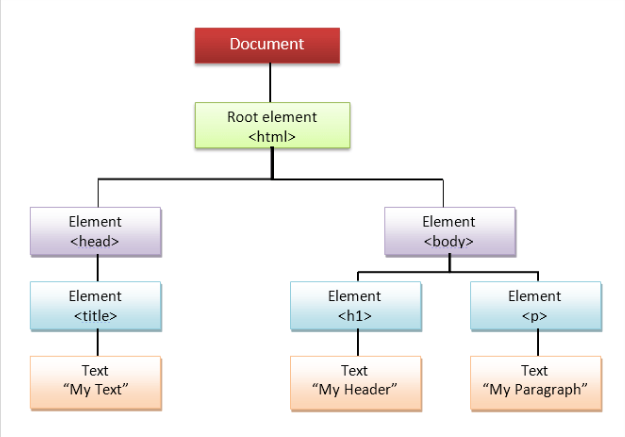 Document
Root element
<html>
Element
<head>
Element
<body>
Element
<title>
Element
<h1>
Element
<p>
Text
“My Text”
Text
“My Header”
Text
“My Paragraph”